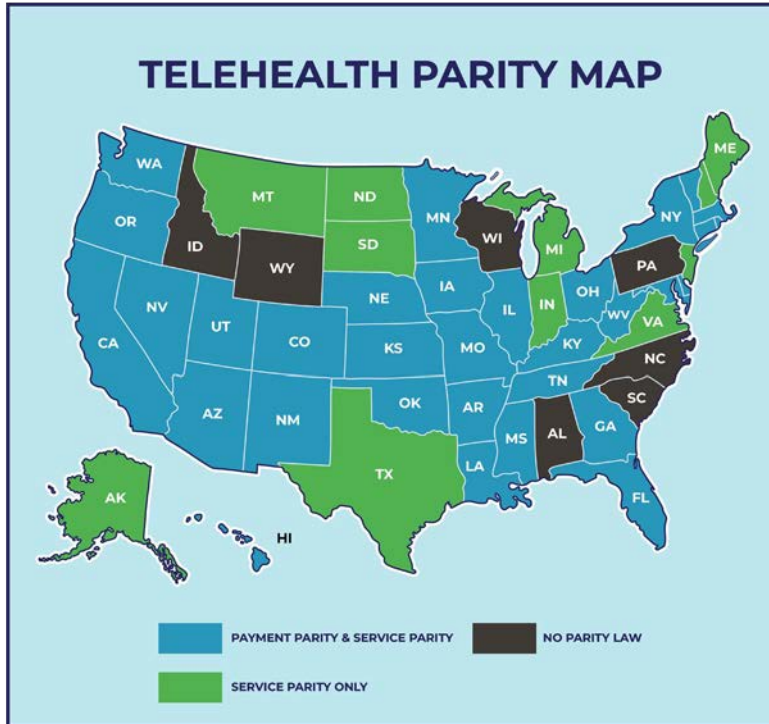 TELEHEALTH PARITY MAP
WA
ME
MT
ND
MN
OR
NY
ID
WI
SD
MI
WY
PA
IA
NE
OH
NV
IL
IN
UT
WV
CO
VA
CA
KS
MO
KY
NC
TN
OK
AZ
NM
AR
SC
MS
AL
GA
LA
TX
FL
AK
HI
PAYMENT PARITY & SERVICE PARITY
NO PARITY LAW
SERVICE PARITY ONLY